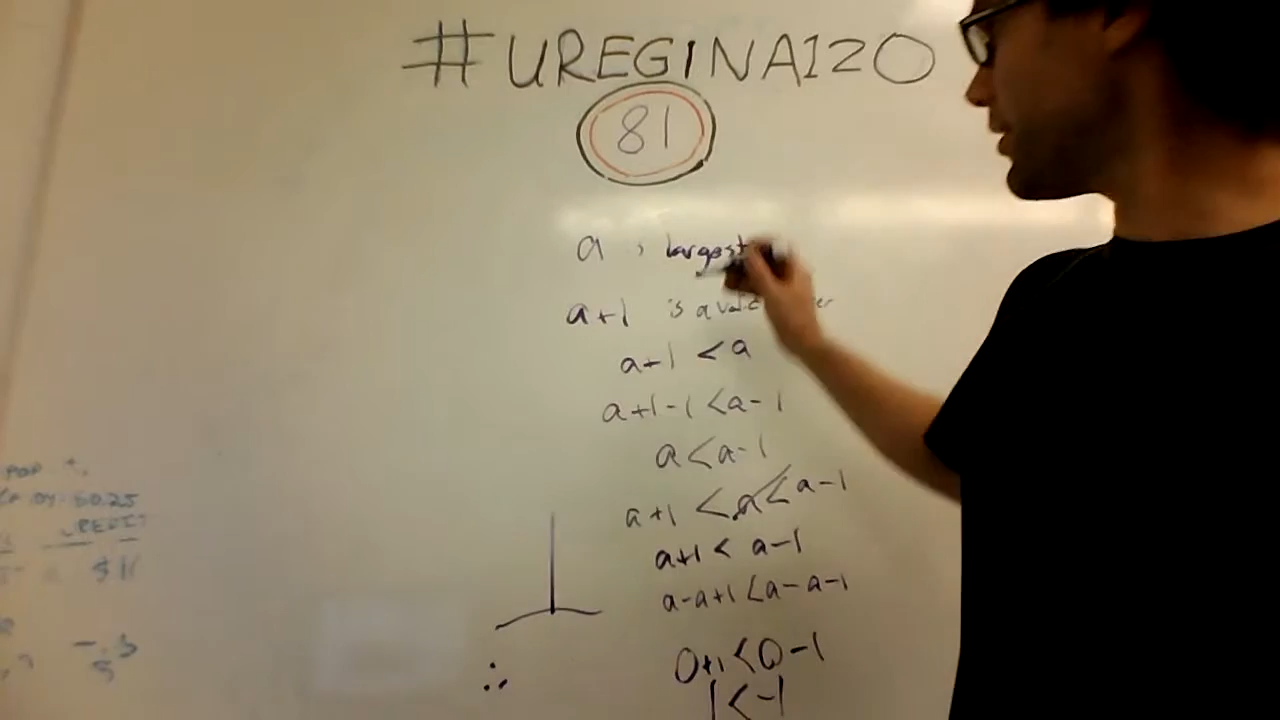 #UREGINA120
81
a , largest
a+1 is a
a+1 < a
a+1-1 < a-1
a < a-1
a+1 < a < a-1
a+1 < a-1
a-a+1 < a-a-1
0+1 < 0-1
1 < -1
∴